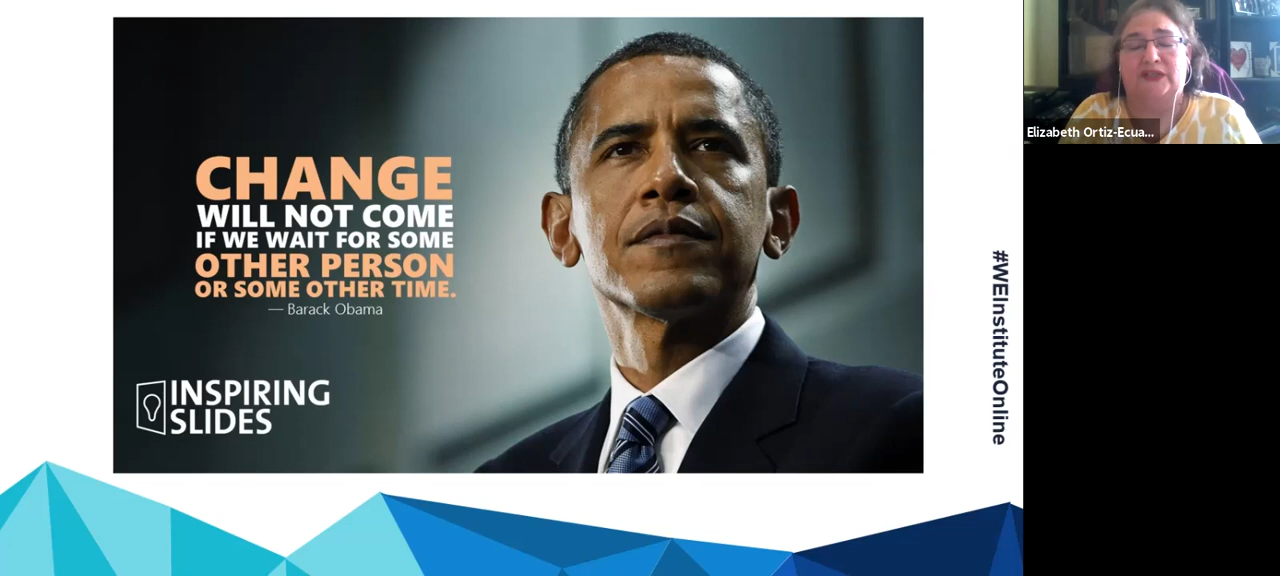 CHANGE
WILL NOT COME
IF WE WAIT FOR SOME
OTHER PERSON
OR SOME OTHER TIME.
— Barack Obama
INSPIRING
SLIDES
#WEInstituteOnline
Elizabeth Ortiz-Ecua...